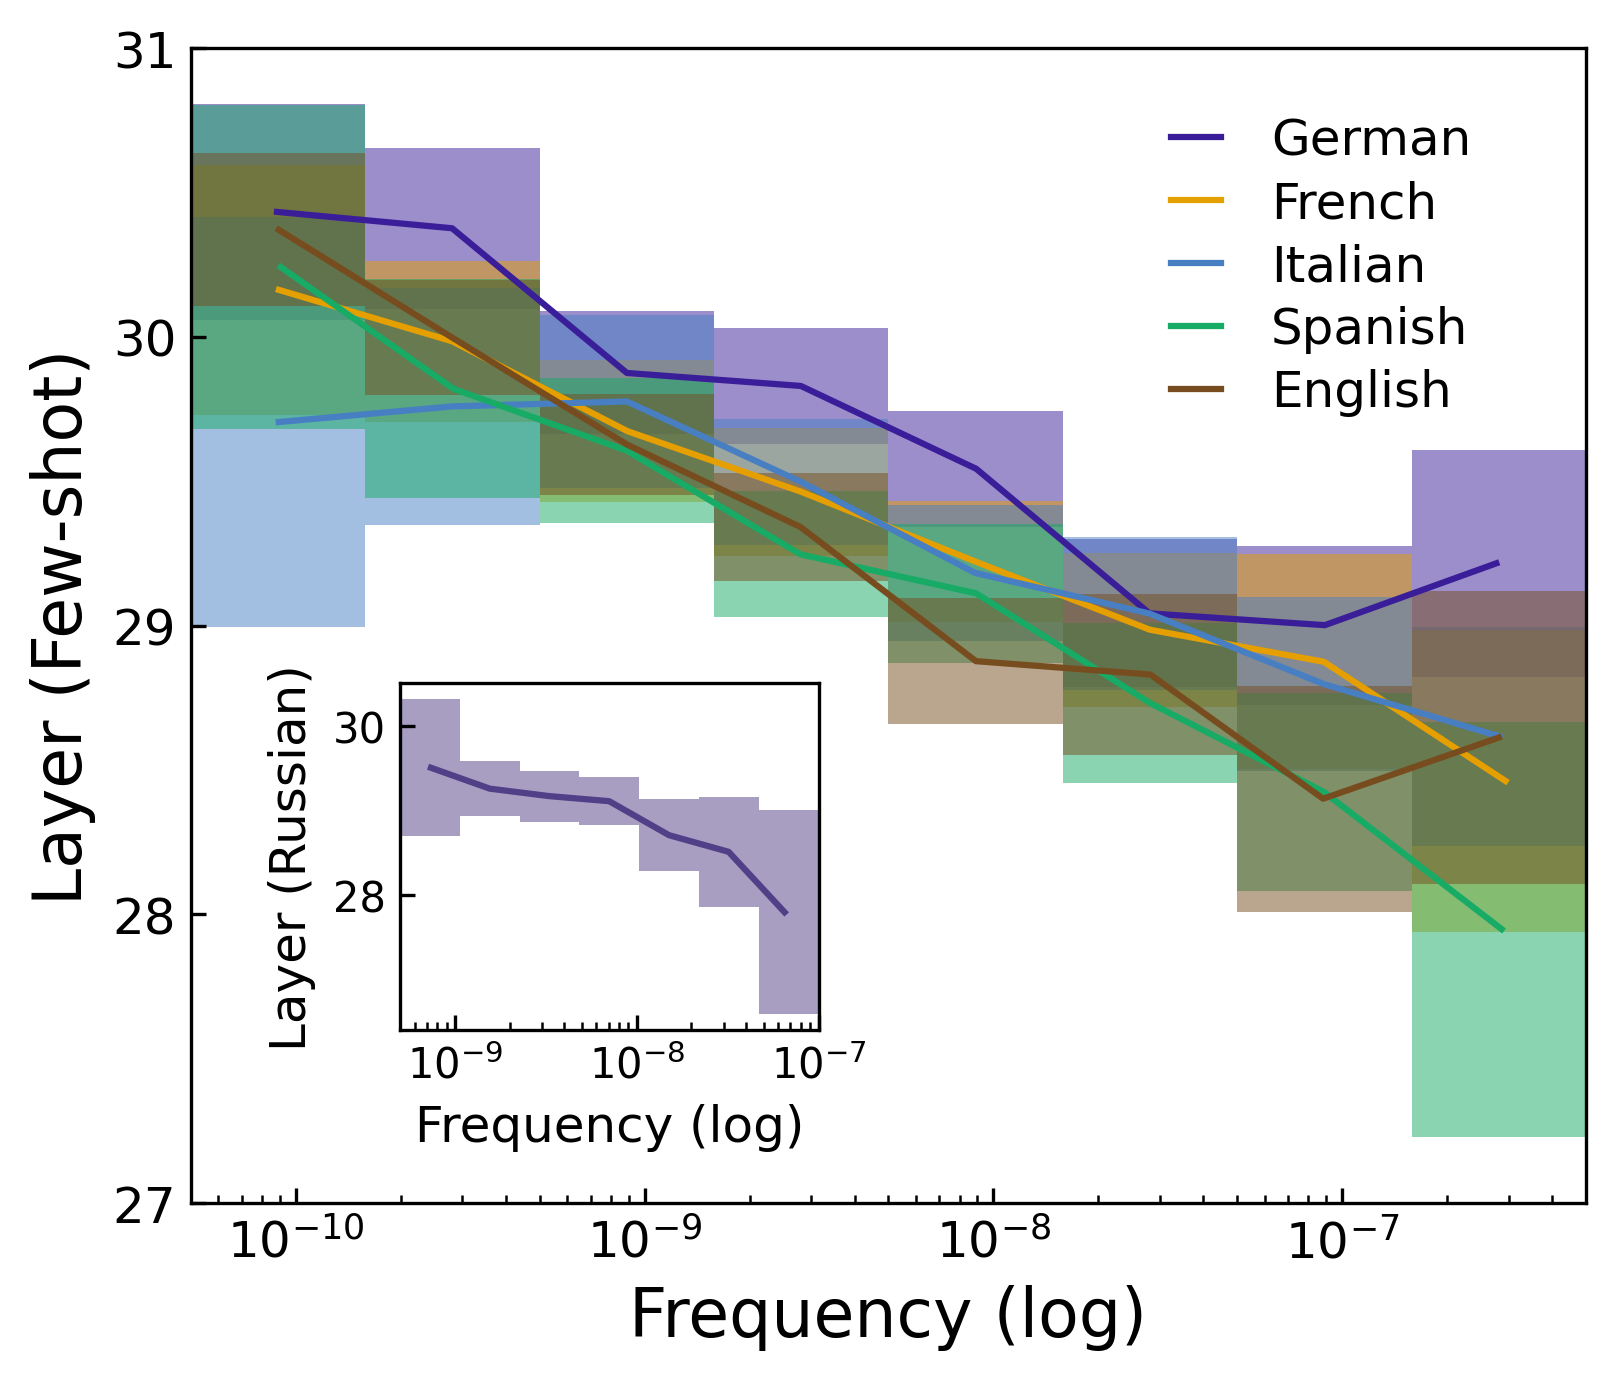 Layer (Few-shot)
31
30
29
28
27
German
French
Italian
Spanish
English
Layer (Russian)
30
28
10⁻⁹ 10⁻⁸ 10⁻⁷
Frequency (log)
10⁻¹⁰ 10⁻⁹ 10⁻⁸ 10⁻⁷
Frequency (log)